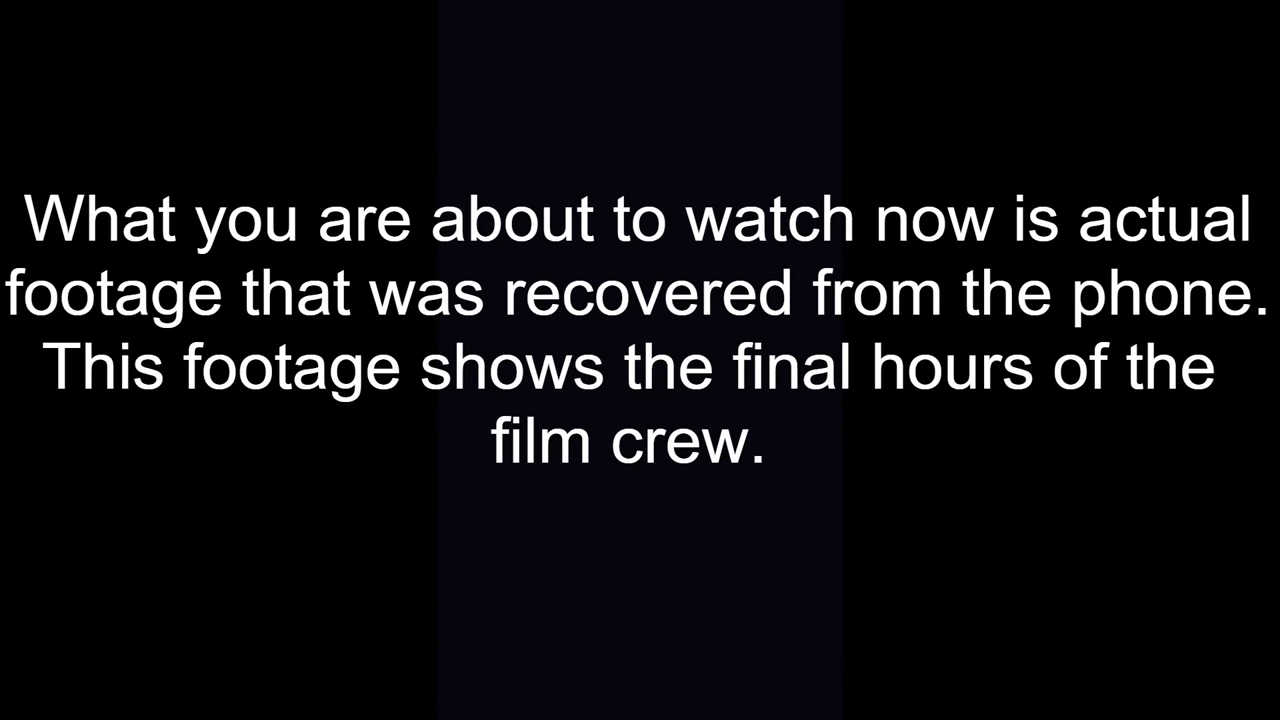 What you are about to watch now is actual
footage that was recovered from the phone.
This footage shows the final hours of the
film crew.